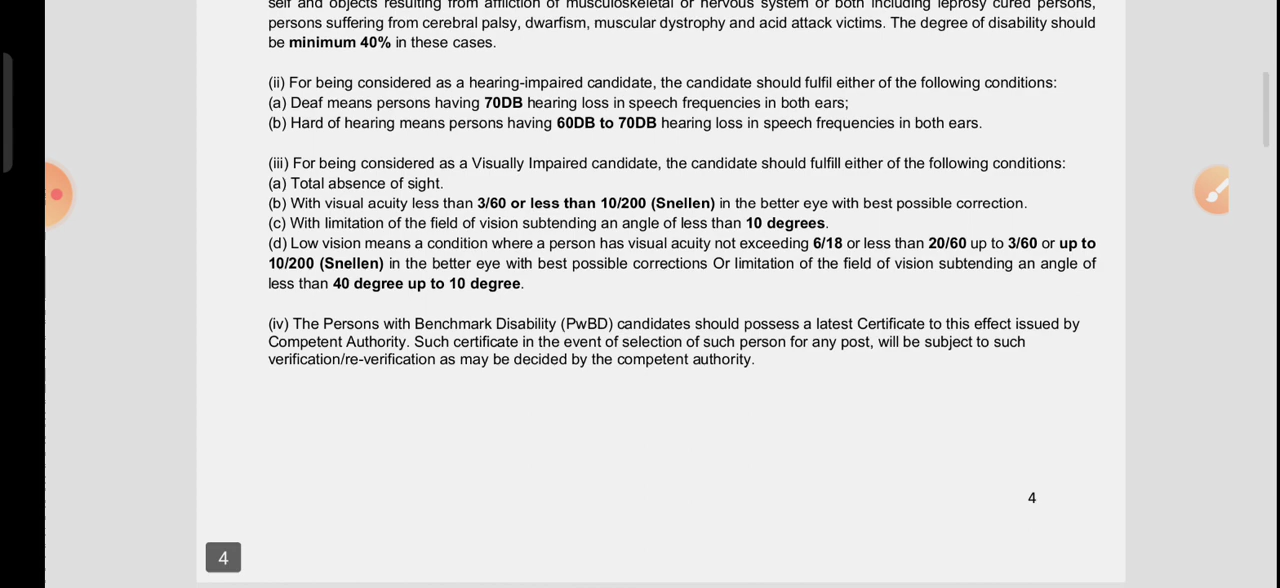 self and objects resulting from affliction of musculoskeletal or nervous system or both including leprosy cured persons,
persons suffering from cerebral palsy, dwarfism, muscular dystrophy and acid attack victims. The degree of disability should
be minimum 40% in these cases.
(ii) For being considered as a hearing-impaired candidate, the candidate should fulfil either of the following conditions:
(a) Deaf means persons having 70DB hearing loss in speech frequencies in both ears;
(b) Hard of hearing means persons having 60DB to 70DB hearing loss in speech frequencies in both ears.
(iii) For being considered as a Visually Impaired candidate, the candidate should fulfill either of the following conditions:
(a) Total absence of sight.
(b) With visual acuity less than 3/60 or less than 10/200 (Snellen) in the better eye with best possible correction.
(c) With limitation of the field of vision subtending an angle of less than 10 degrees.
(d) Low vision means a condition where a person has visual acuity not exceeding 6/18 or less than 20/60 up to 3/60 or up to
10/200 (Snellen) in the better eye with best possible corrections Or limitation of the field of vision subtending an angle of
less than 40 degree up to 10 degree.
(iv) The Persons with Benchmark Disability (PwBD) candidates should possess a latest Certificate to this effect issued by
Competent Authority. Such certificate in the event of selection of such person for any post, will be subject to such
verification/re-verification as may be decided by the competent authority.
4
4